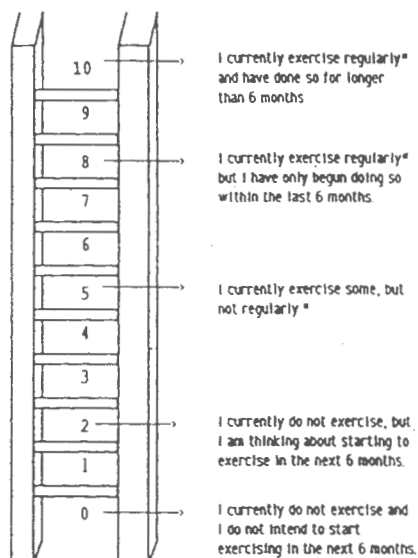 10
I currently exercise regularly*
and have done so for longer
than 6 months
9
8
I currently exercise regularly*
but I have only begun doing so
within the last 6 months.
7
6
5
I currently exercise some, but
not regularly *
4
3
2
I currently do not exercise, but
I am thinking about starting to
exercise in the next 6 months.
1
0
I currently do not exercise and
I do not intend to start
exercising in the next 6 months.